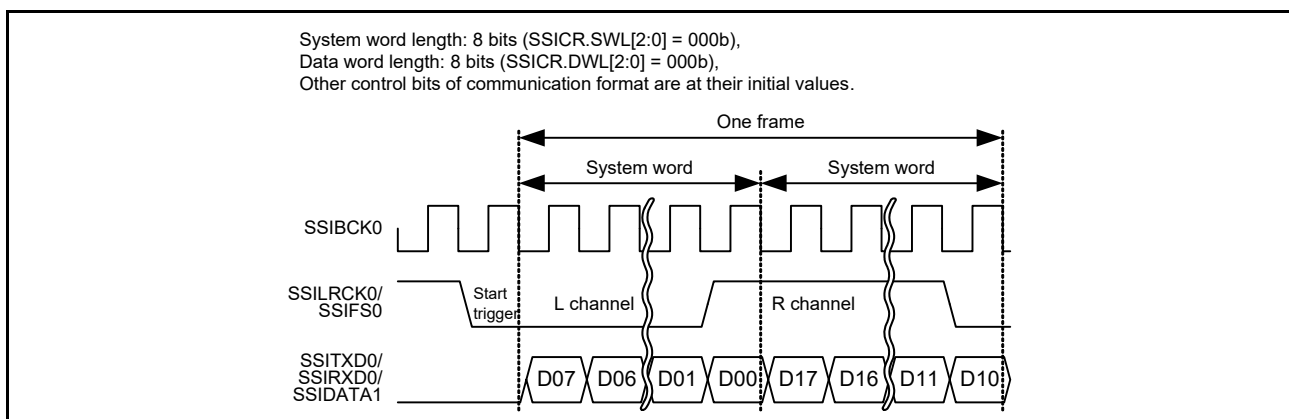 System word length: 8 bits (SSICR.SWL[2:0] = 000b),
Data word length: 8 bits (SSICR.DWL[2:0] = 000b),
Other control bits of communication format are at their initial values.
One frame
System word System word
SSIBCK0
SSILRCK0/
SSIFS0
Start
trigger
L channel R channel
SSITXD0/
SSIRXD0/
SSIDATA1
D07 D06 D01 D00 D17 D16 D11 D10